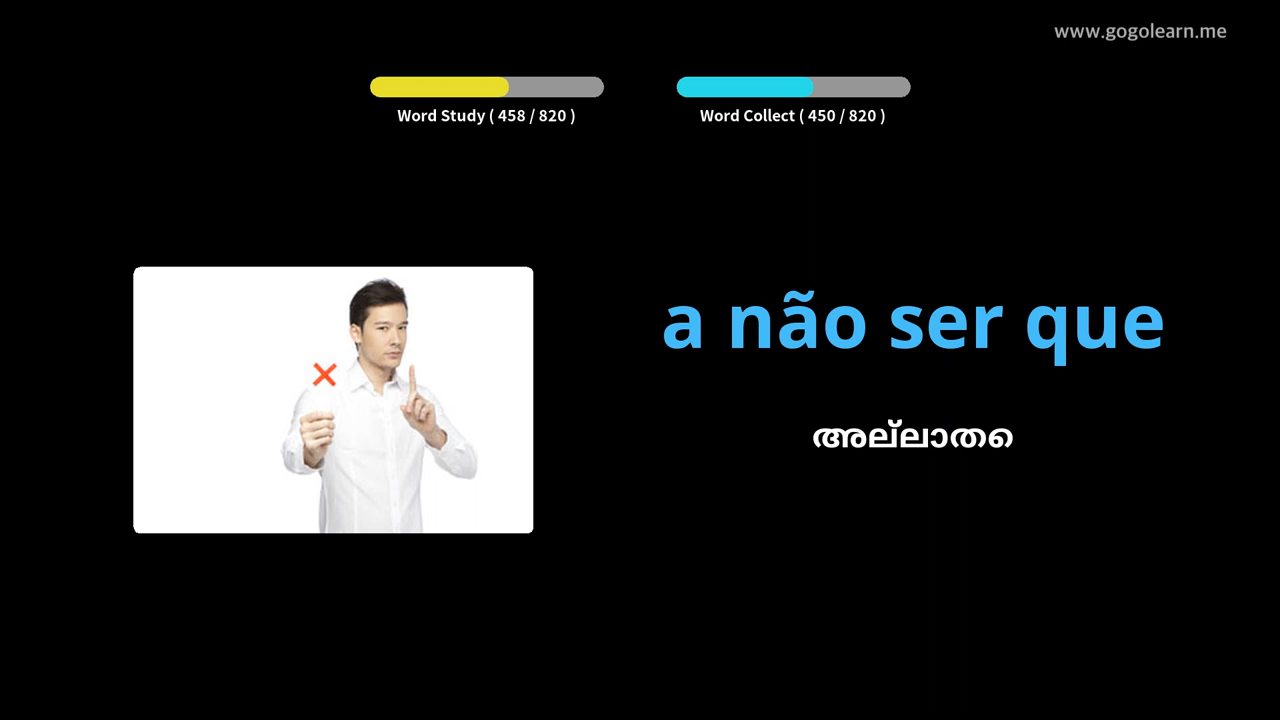 www.gogolearn.me
Word Study ( 458 / 820 )
Word Collect ( 450 / 820 )
a não ser que
അല്ലാതെ